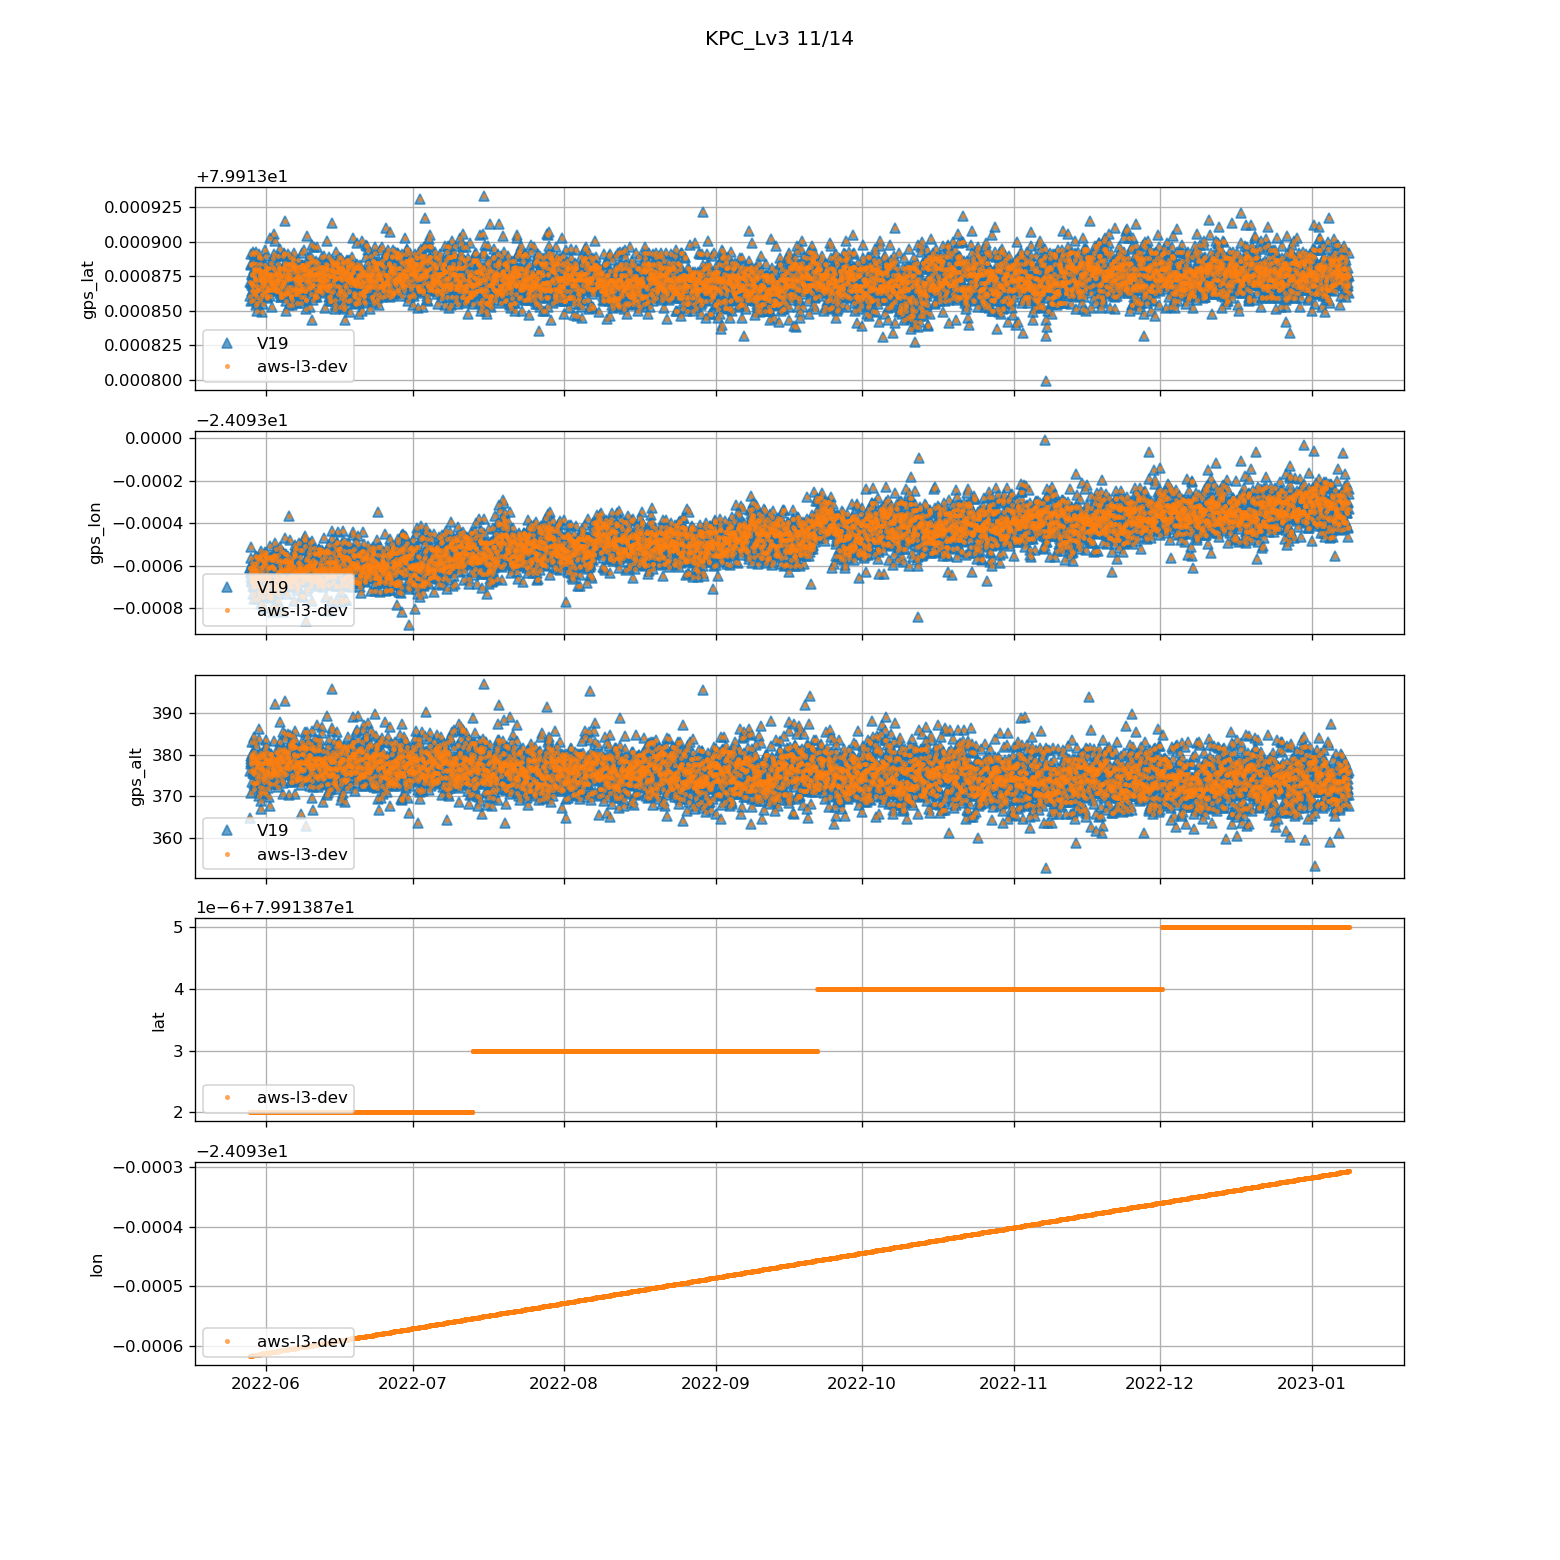 KPC_Lv3 11/14
+7.9913e1
0.000925
0.000900
0.000875
0.000850
0.000825
0.000800
gps_lat
V19
aws-l3-dev
−2.4093e1
0.0000
−0.0002
−0.0004
−0.0006
−0.0008
gps_lon
V19
aws-l3-dev
390
380
370
360
gps_alt
V19
aws-l3-dev
1e−6+7.991387e1
5
4
3
2
lat
aws-l3-dev
−2.4093e1
−0.0003
−0.0004
−0.0005
−0.0006
lon
aws-l3-dev
2022-06 2022-07 2022-08 2022-09 2022-10 2022-11 2022-12 2023-01